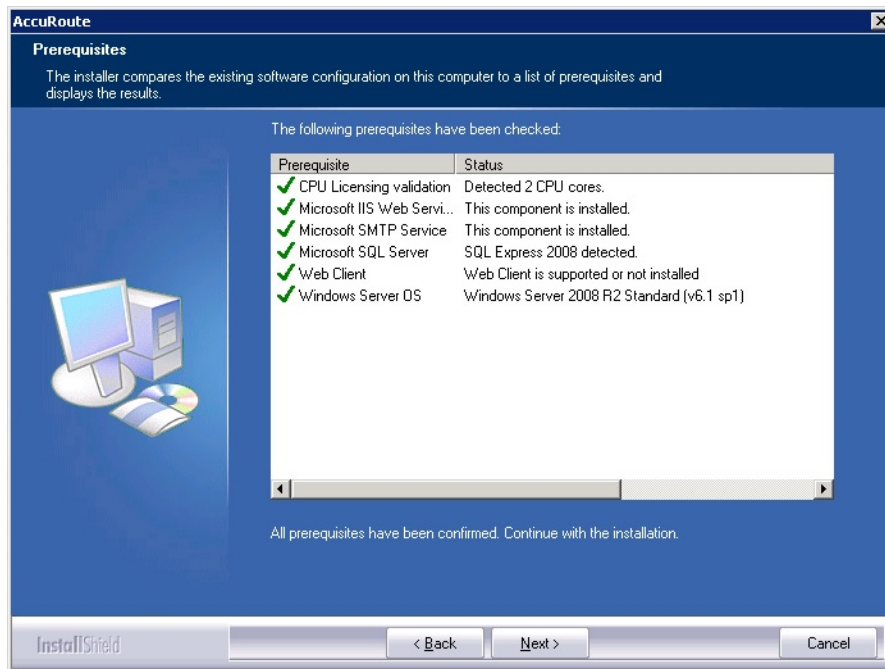 AccuRoute
Prerequisites
The installer compares the existing software configuration on this computer to a list of prerequisites and
displays the results.
The following prerequisites have been checked:
Prerequisite Status
CPU Licensing validation Detected 2 CPU cores.
Microsoft IIS Web Servi... This component is installed.
Microsoft SMTP Service This component is installed.
Microsoft SQL Server SQL Express 2008 detected.
Web Client Web Client is supported or not installed
Windows Server OS Windows Server 2008 R2 Standard (v6.1 sp1)
All prerequisites have been confirmed. Continue with the installation.
InstallShield < Back Next > Cancel